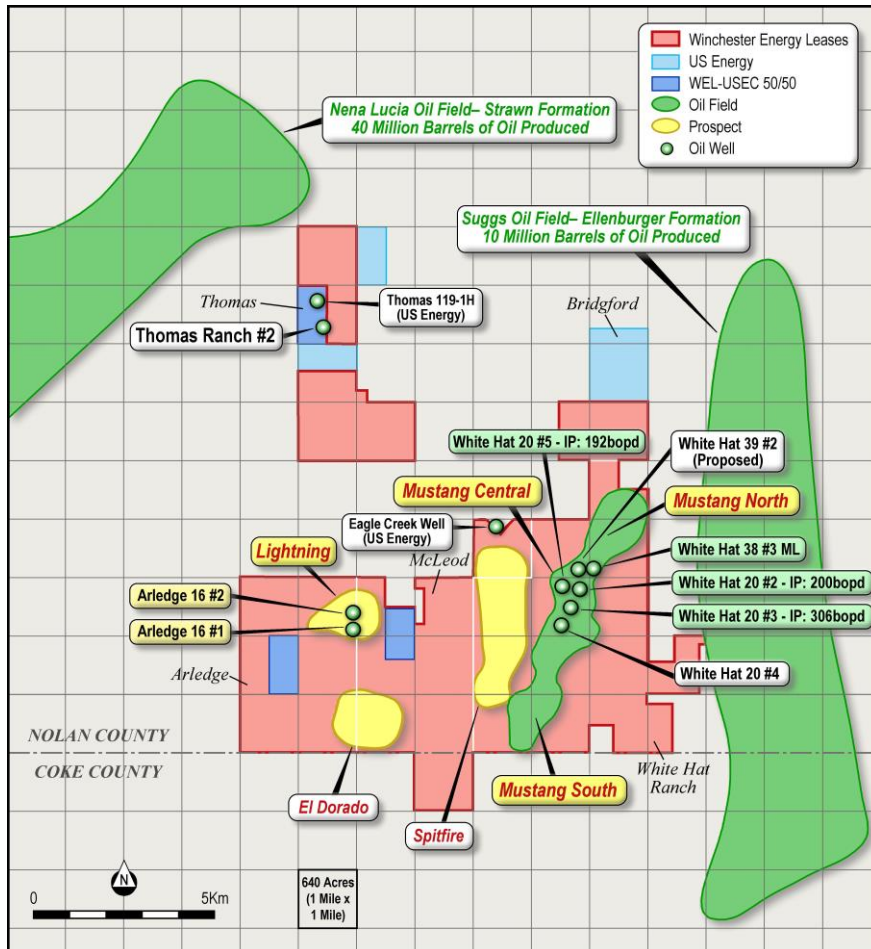 Winchester Energy Leases
US Energy
WEL-USEC 50/50
Oil Field
Prospect
Oil Well
Nena Lucia Oil Field– Strawn Formation
40 Million Barrels of Oil Produced
Suggs Oil Field– Ellenburger Formation
10 Million Barrels of Oil Produced
Thomas
Thomas 119-1H
(US Energy)
Thomas Ranch #2
Bridgford
White Hat 20 #5 - IP: 192bopd
White Hat 39 #2
(Proposed)
Mustang Central
Mustang North
Eagle Creek Well
(US Energy)
McLeod
Lightning
White Hat 38 #3 ML
White Hat 20 #2 - IP: 200bopd
White Hat 20 #3 - IP: 306bopd
White Hat 20 #4
Arledge 16 #2
Arledge 16 #1
Arledge
NOLAN COUNTY
COKE COUNTY
White Hat
Ranch
El Dorado
Spitfire
Mustang South
N
0
5Km
640 Acres
(1 Mile x
1 Mile)